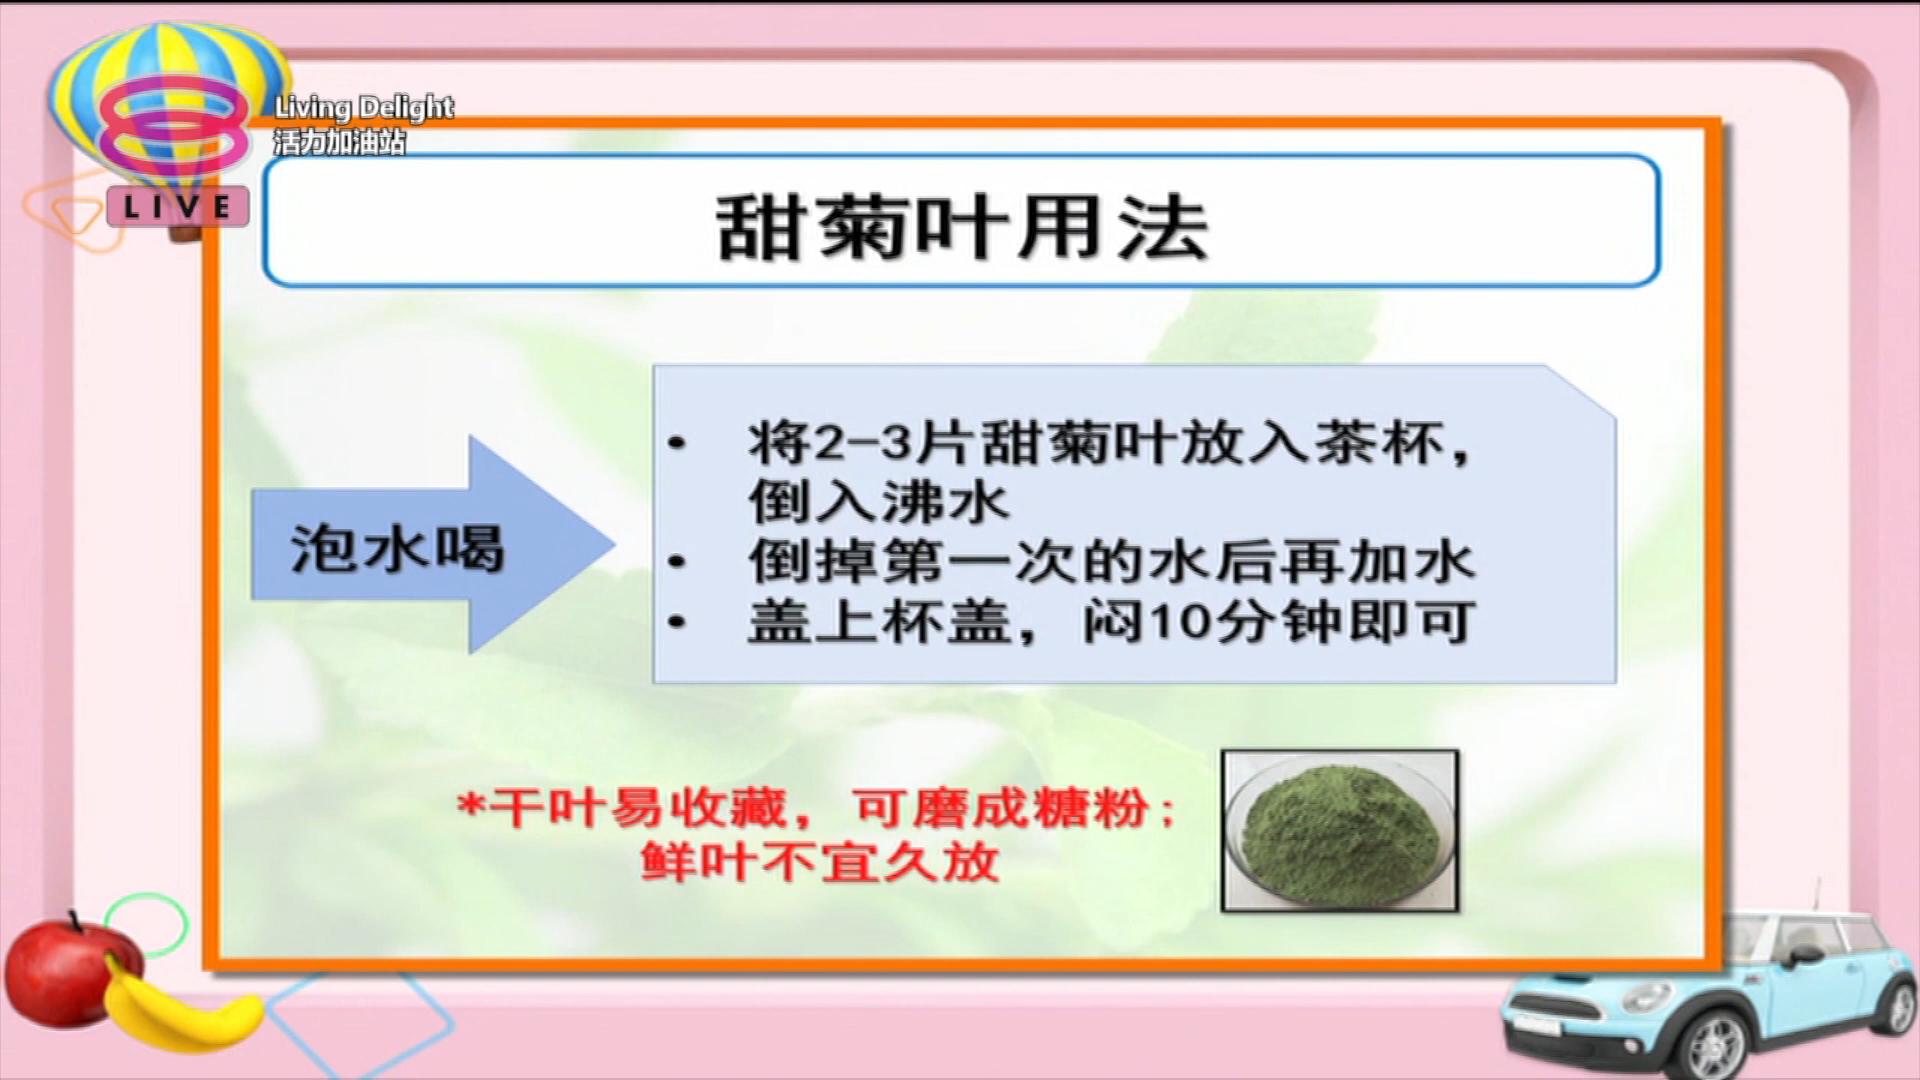 Living Delight
活力加油站
LIVE
甜菊叶用法
泡水喝
• 将2-3片甜菊叶放入茶杯，
倒入沸水
• 倒掉第一次的水后再加水
• 盖上杯盖，闷10分钟即可
*干叶易收藏，可磨成糖粉；
鲜叶不宜久放